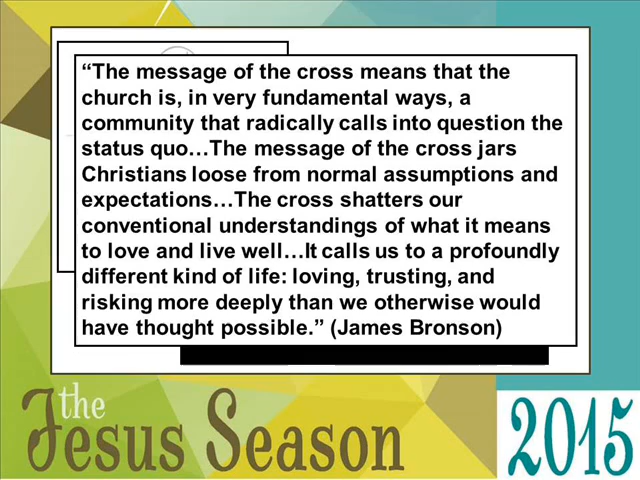 “The message of the cross means that the
church is, in very fundamental ways, a
community that radically calls into question the
status quo…The message of the cross jars
Christians loose from normal assumptions and
expectations…The cross shatters our
conventional understandings of what it means
to love and live well…It calls us to a profoundly
different kind of life: loving, trusting, and
risking more deeply than we otherwise would
have thought possible.” (James Bronson)
the
Jesus Season
2015